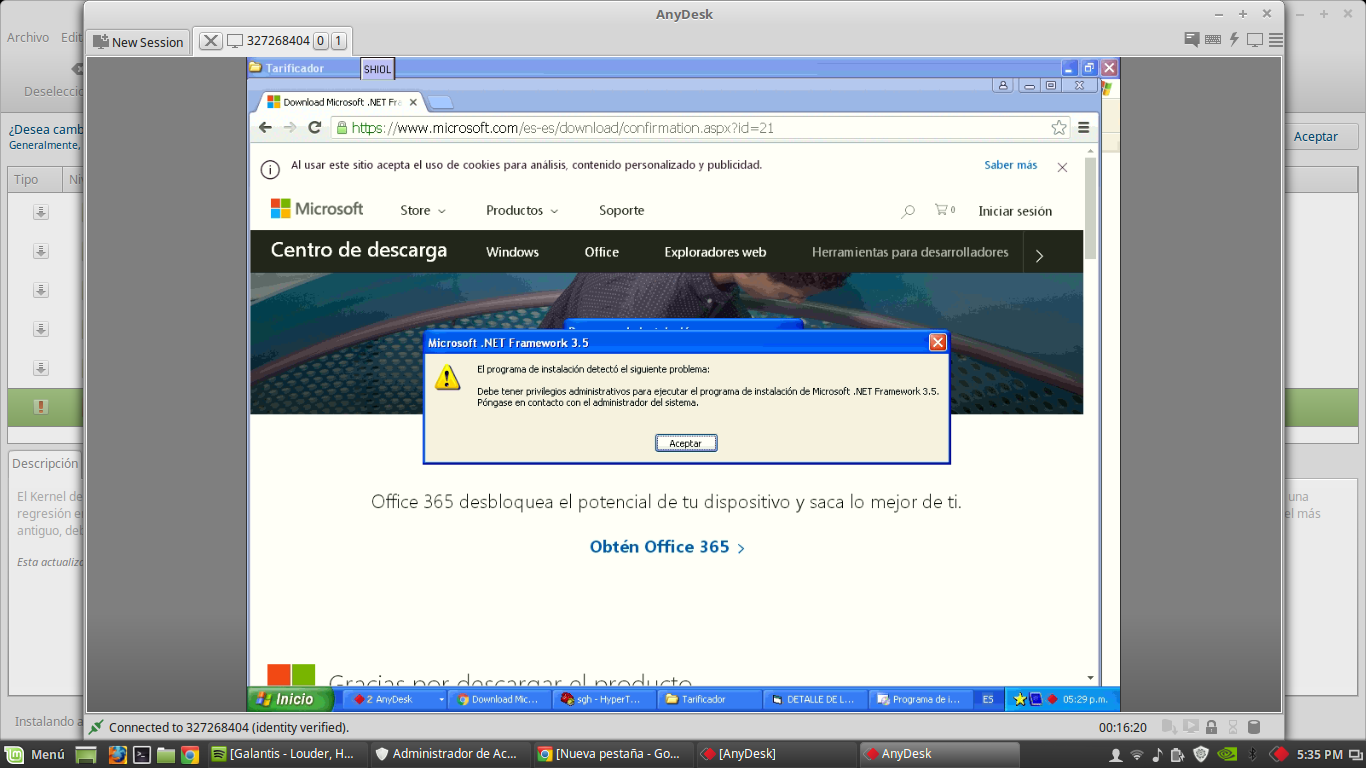 AnyDesk
Archivo Edit
New Session
327268404 0 1
Deselecci
¿Desea camb
Generalmente,
Aceptar
Tipo
Tarificador
SHIOL
Download Microsoft .NET Fra
https://www.microsoft.com/es-es/download/confirmation.aspx?id=21
Al usar este sitio acepta el uso de cookies para análisis, contenido personalizado y publicidad.
Saber más
Microsoft
Store
Productos
Soporte
0
Iniciar sesión
Centro de descarga
Windows
Office
Exploradores web
Herramientas para desarrolladores
Microsoft .NET Framework 3.5
El programa de instalación detectó el siguiente problema:
Debe tener privilegios administrativos para ejecutar el programa de instalación de Microsoft .NET Framework 3.5.
Póngase en contacto con el administrador del sistema.
Aceptar
Office 365 desbloquea el potencial de tu dispositivo y saca lo mejor de ti.
Obtén Office 365
Gracias por descargar el producto
Descripción
El Kernel de
regresión e
antiguo, deb
Esta actualiza
una
el más
Inicio
2 AnyDesk
Download Mic...
sgh - HyperT...
Tarificador
DETALLE DE L...
Programa de i...
ES
05:29 p.m.
Instalando a
Connected to 327268404 (identity verified).
00:16:20
Menú
[Galantis - Louder, H...
Administrador de Ac...
[Nueva pestaña - Go...
[AnyDesk]
AnyDesk
5:35 PM